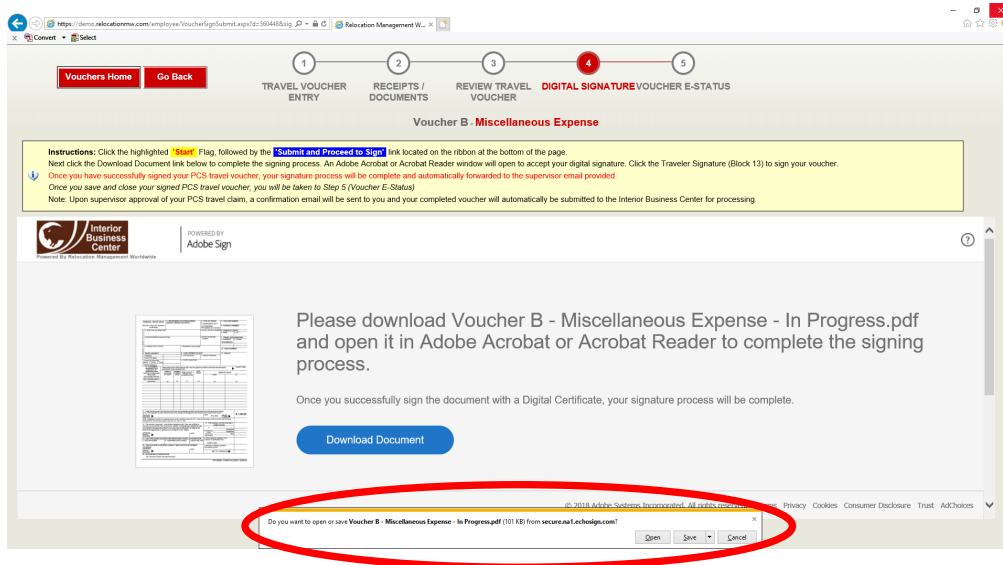 https://demo.relocationmw.com/employee/VoucherSignSubmit.aspx?d=560448&sig
Relocation Management W...
x Convert Select
Vouchers Home Go Back
1 2 3 4 5
TRAVEL VOUCHER ENTRY
RECEIPTS / DOCUMENTS
REVIEW TRAVEL VOUCHER
DIGITAL SIGNATURE
VOUCHER E-STATUS
Voucher B - Miscellaneous Expense
Instructions: Click the highlighted "Start" Flag, followed by the "Submit and Proceed to Sign" link located on the ribbon at the bottom of the page.
Next click the Download Document link below to complete the signing process. An Adobe Acrobat or Acrobat Reader window will open to accept your digital signature. Click the Traveler Signature (Block 13) to sign your voucher.
Once you have successfully signed your PCS travel voucher, your signature process will be complete and automatically forwarded to the supervisor email provided.
Once you save and close your signed PCS travel voucher, you will be taken to Step 5 (Voucher E-Status)
Note: Upon supervisor approval of your PCS travel claim, a confirmation email will be sent to you and your completed voucher will automatically be submitted to the Interior Business Center for processing.
Interior
Business
Center
Powered By Relocation Management Worldwide
POWERED BY
Adobe Sign
?
Please download Voucher B - Miscellaneous Expense - In Progress.pdf
and open it in Adobe Acrobat or Acrobat Reader to complete the signing
process.
Once you successfully sign the document with a Digital Certificate, your signature process will be complete.
Download Document
© 2018 Adobe Systems Incorporated. All rights Privacy Cookies Consumer Disclosure Trust AdChoices
Do you want to open or save Voucher B - Miscellaneous Expense - In Progress.pdf (101 KB) from secure.na1.echosign.com?
Open Save Cancel